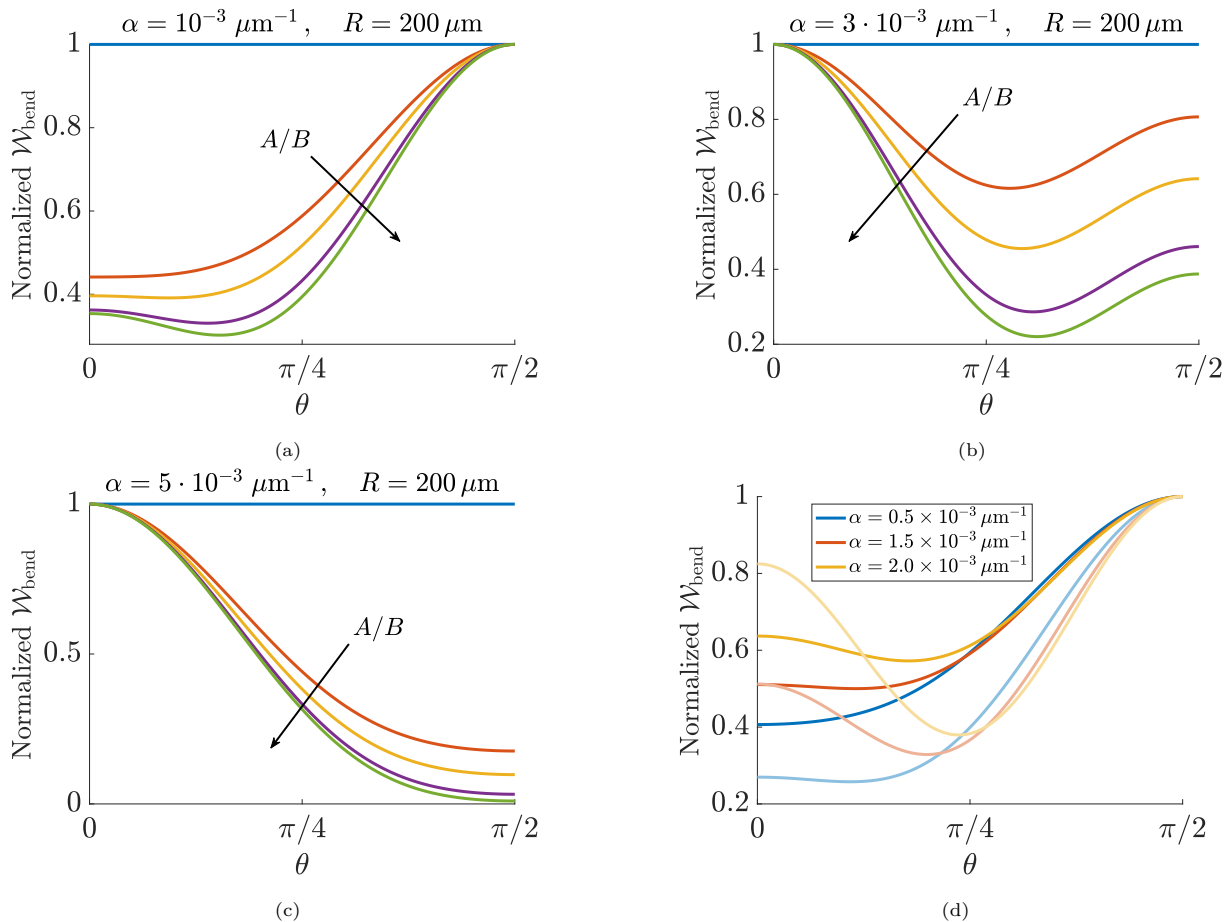 α = 10⁻³ μm⁻¹ ,   R = 200 μm
Normalized 𝒲_bend
1
0.8
0.6
0.4
A/B
0
π/4
π/2
θ
(a)
α = 3 · 10⁻³ μm⁻¹ ,   R = 200 μm
Normalized 𝒲_bend
1
0.8
0.6
0.4
0.2
A/B
0
π/4
π/2
θ
(b)
α = 5 · 10⁻³ μm⁻¹ ,   R = 200 μm
Normalized 𝒲_bend
1
0.5
0
A/B
0
π/4
π/2
θ
(c)
Normalized 𝒲_bend
1
0.8
0.6
0.4
0.2
α = 0.5 × 10⁻³ μm⁻¹
α = 1.5 × 10⁻³ μm⁻¹
α = 2.0 × 10⁻³ μm⁻¹
0
π/4
π/2
θ
(d)